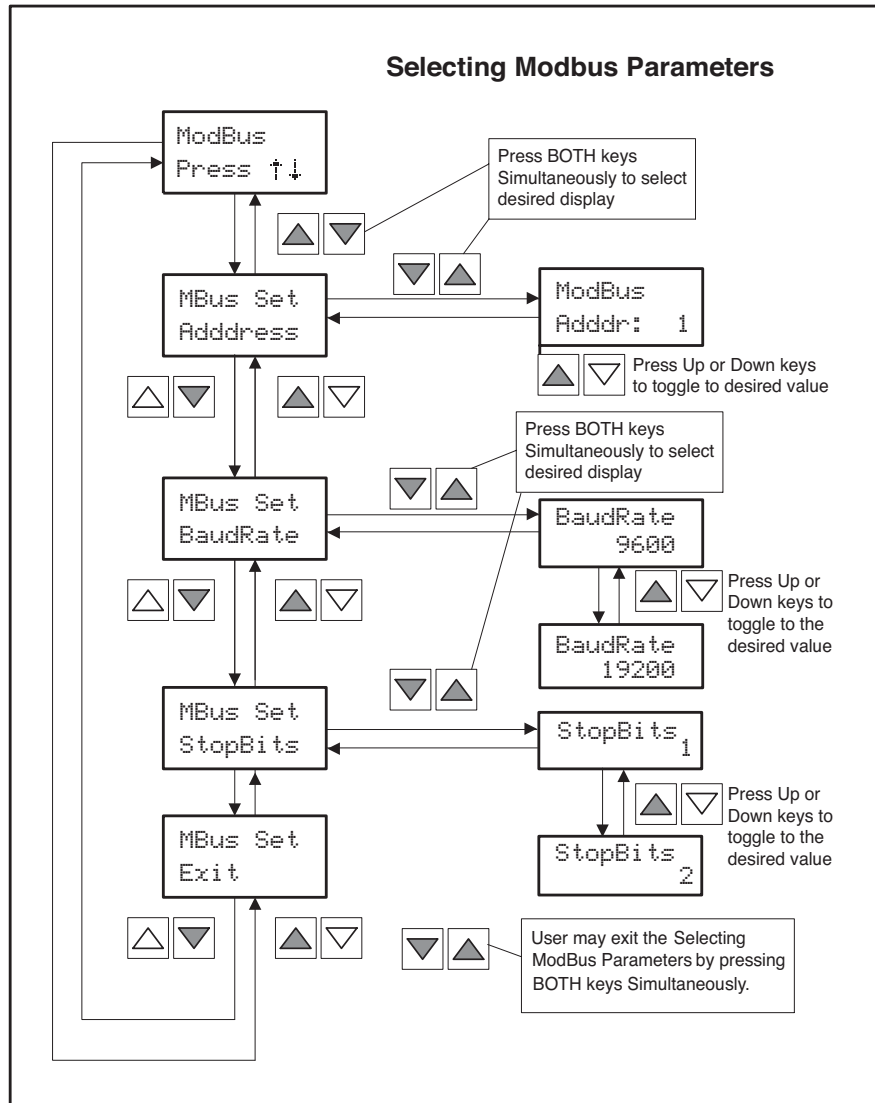 Selecting Modbus Parameters
ModBus
Press ↑↓
Press BOTH keys
Simultaneously to select
desired display
MBus Set
Adddress
ModBus
Adddr: 1
Press Up or Down keys
to toggle to desired value
Press BOTH keys
Simultaneously to select
desired display
MBus Set
BaudRate
BaudRate
9600
Press Up or
Down keys to
toggle to the
desired value
BaudRate
19200
MBus Set
StopBits
StopBits
1
Press Up or
Down keys to
toggle to the
desired value
StopBits
2
MBus Set
Exit
User may exit the Selecting
ModBus Parameters by pressing
BOTH keys Simultaneously.